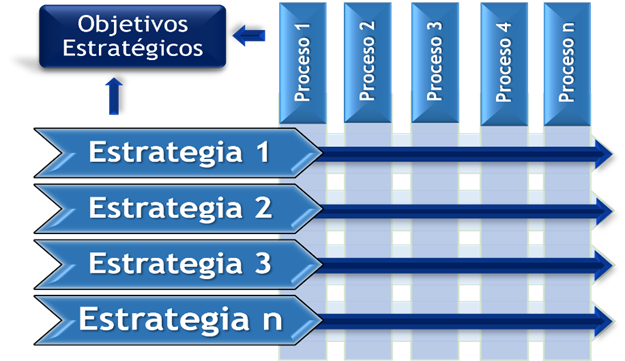 Objetivos
Estratégicos
Proceso 1
Proceso 2
Proceso 3
Proceso 4
Proceso n
Estrategia 1
Estrategia 2
Estrategia 3
Estrategia n